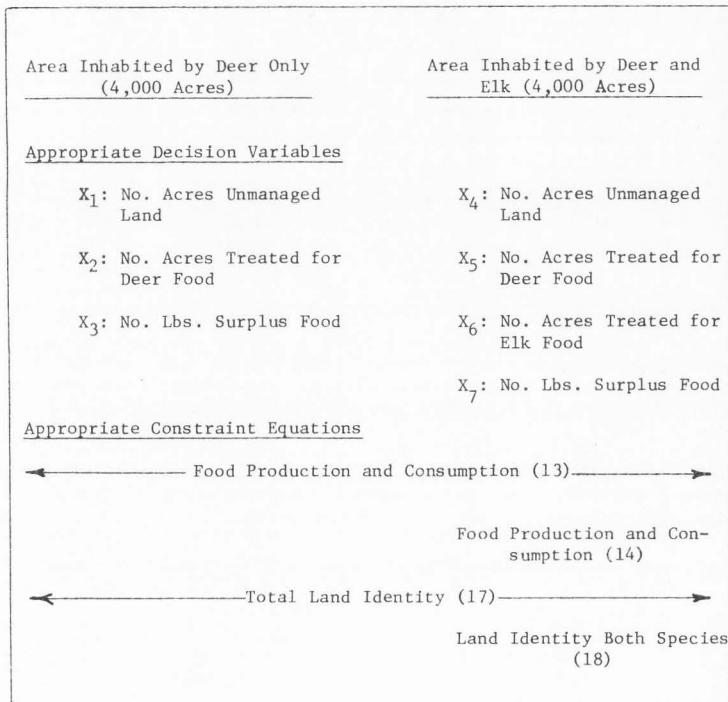 Area Inhabited by Deer Only
(4,000 Acres)
Area Inhabited by Deer and
Elk (4,000 Acres)
Appropriate Decision Variables
X1: No. Acres Unmanaged
Land
X2: No. Acres Treated for
Deer Food
X3: No. Lbs. Surplus Food
X4: No. Acres Unmanaged
Land
X5: No. Acres Treated for
Deer Food
X6: No. Acres Treated for
Elk Food
X7: No. Lbs. Surplus Food
Appropriate Constraint Equations
Food Production and Consumption (13)
Food Production and Con-
sumption (14)
Total Land Identity (17)
Land Identity Both Species
(18)